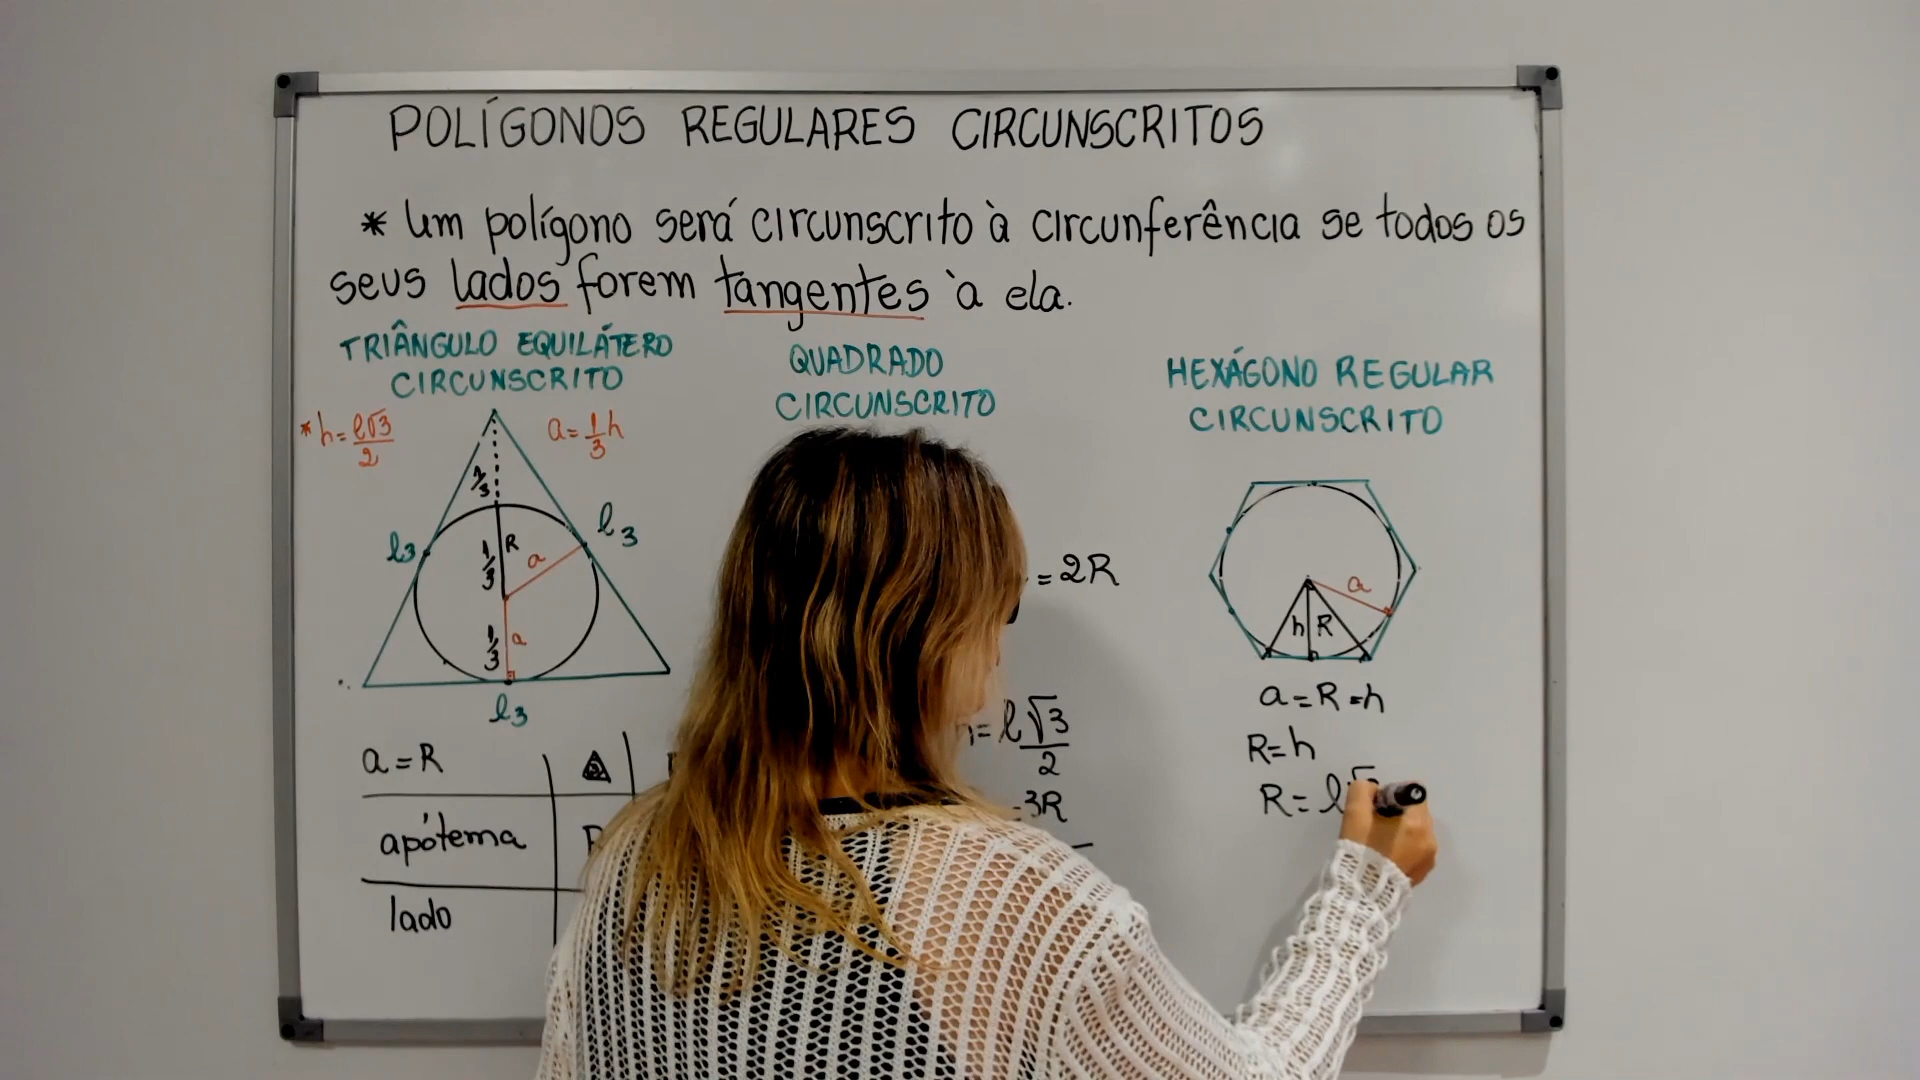 POLÍGONOS REGULARES CIRCUNSCRITOS
* Um polígono será circunscrito à circunferência se todos os
seus lados forem tangentes à ela.
TRIÂNGULO EQUILÁTERO
CIRCUNSCRITO
* h = l√3/2
a = 1/3 h
1/3
l3
l3
1/3
R
a
1/3
a
l3
a = R
apótema
lado
QUADRADO
CIRCUNSCRITO
= 2R
= l√3/2
3R
HEXÁGONO REGULAR
CIRCUNSCRITO
a
h
R
a = R = h
R = h
R = l